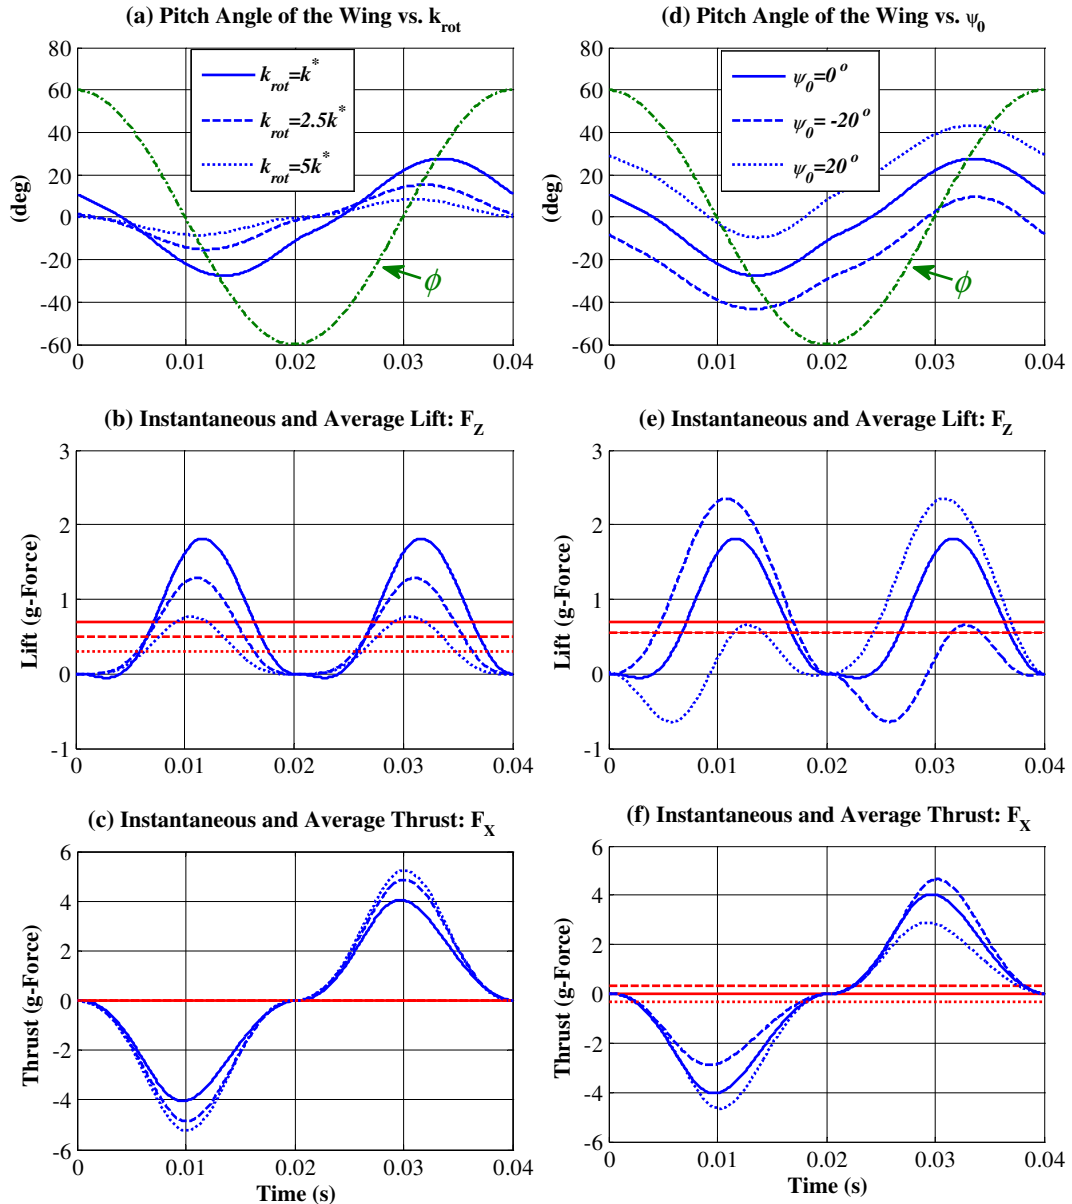 (a) Pitch Angle of the Wing vs. k_rot
80
60
40
20
0
-20
-40
-60
(deg)
k_rot=k*
k_rot=2.5k*
k_rot=5k*
ϕ
0 0.01 0.02 0.03 0.04
(d) Pitch Angle of the Wing vs. ψ_0
80
60
40
20
0
-20
-40
-60
(deg)
ψ_0=0°
ψ_0= -20°
ψ_0=20°
ϕ
0 0.01 0.02 0.03 0.04
(b) Instantaneous and Average Lift: F_Z
3
2
1
0
-1
Lift (g-Force)
0 0.01 0.02 0.03 0.04
(e) Instantaneous and Average Lift: F_Z
3
2
1
0
-1
Lift (g-Force)
0 0.01 0.02 0.03 0.04
(c) Instantaneous and Average Thrust: F_X
6
4
2
0
-2
-4
-6
Thrust (g-Force)
0 0.01 0.02 0.03 0.04
Time (s)
(f) Instantaneous and Average Thrust: F_X
6
4
2
0
-2
-4
-6
Thrust (g-Force)
0 0.01 0.02 0.03 0.04
Time (s)